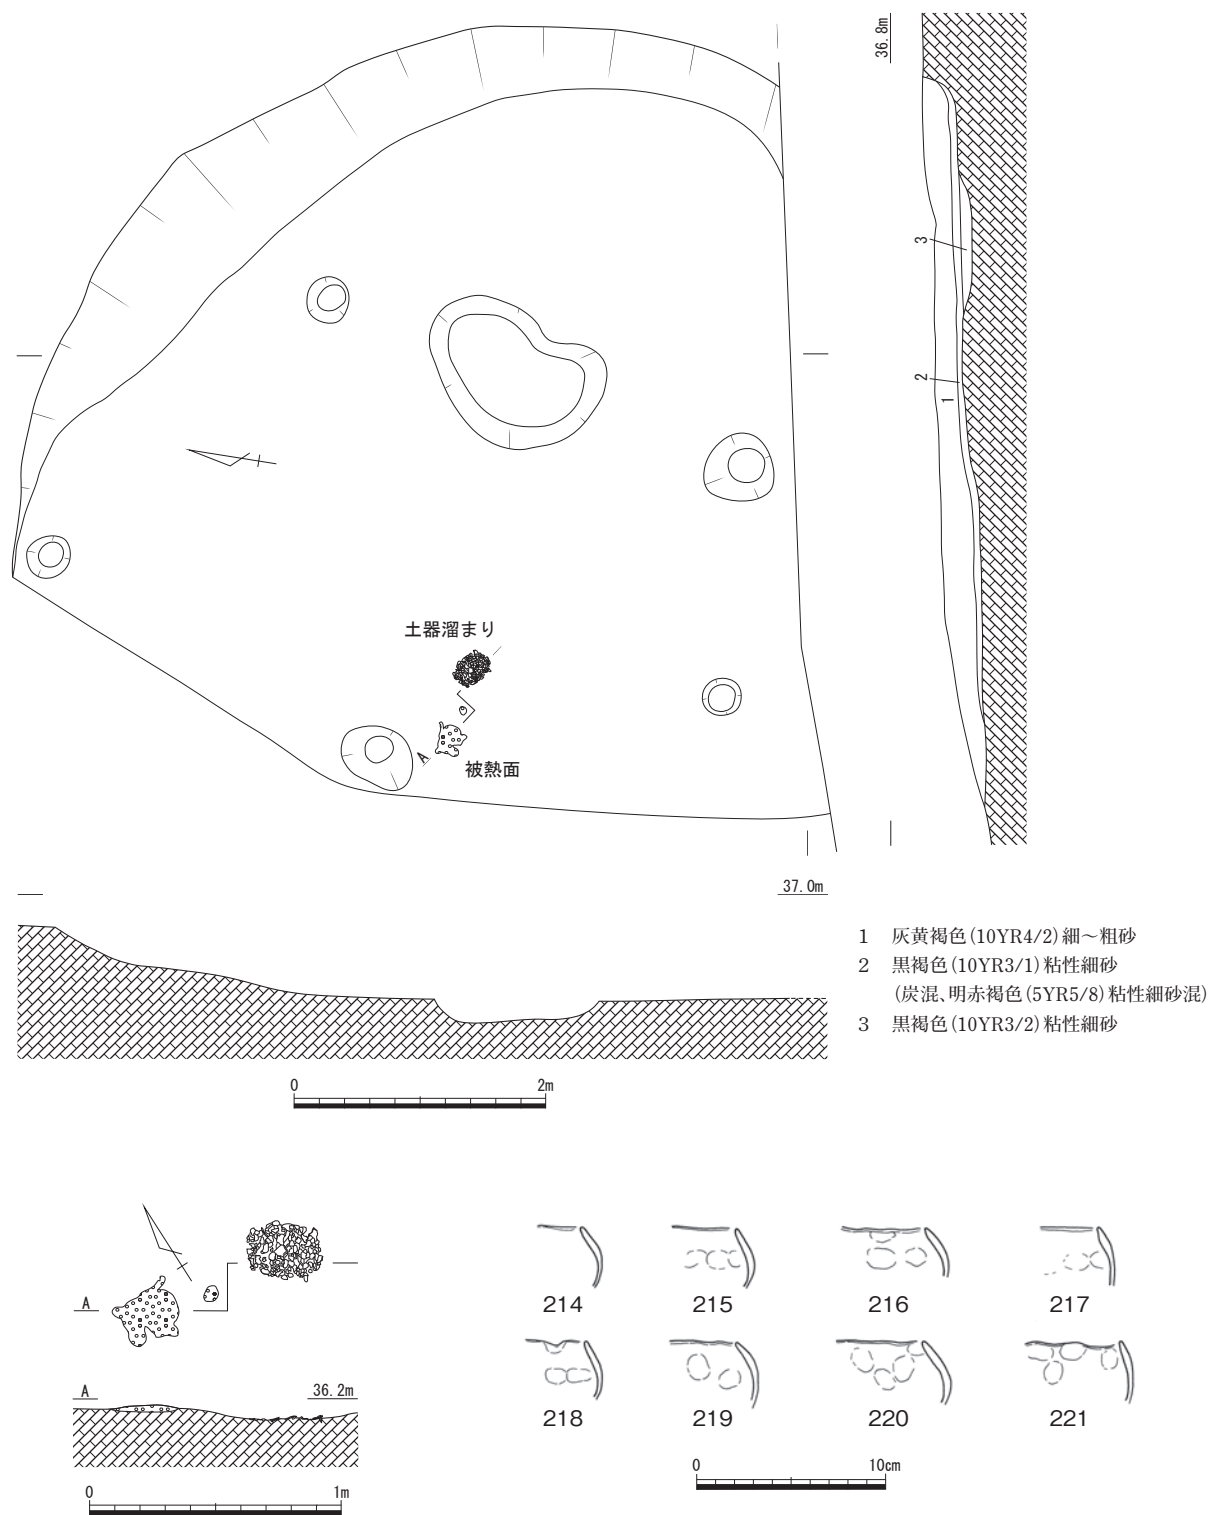 36.8m
3
2
1
土器溜まり
A
被熱面
37.0m
1 灰黄褐色(10YR4/2)細～粗砂
2 黒褐色(10YR3/1)粘性細砂
(炭混、明赤褐色(5YR5/8)粘性細砂混)
3 黒褐色(10YR3/2)粘性細砂
0 2m
A
A 36.2m
0 1m
214 215 216 217
218 219 220 221
0 10cm